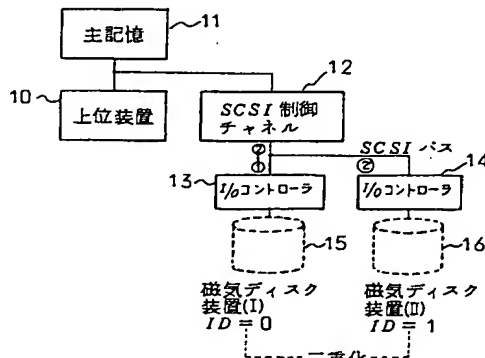 主記憶
11
10
上位装置
12
SCSI 制御
チャネル
SCSI バス
②
①
②
13
I/Oコントローラ
14
I/Oコントローラ
15
16
磁気ディスク
装置(I)
ID=0
磁気ディスク
装置(II)
ID=1
二重化